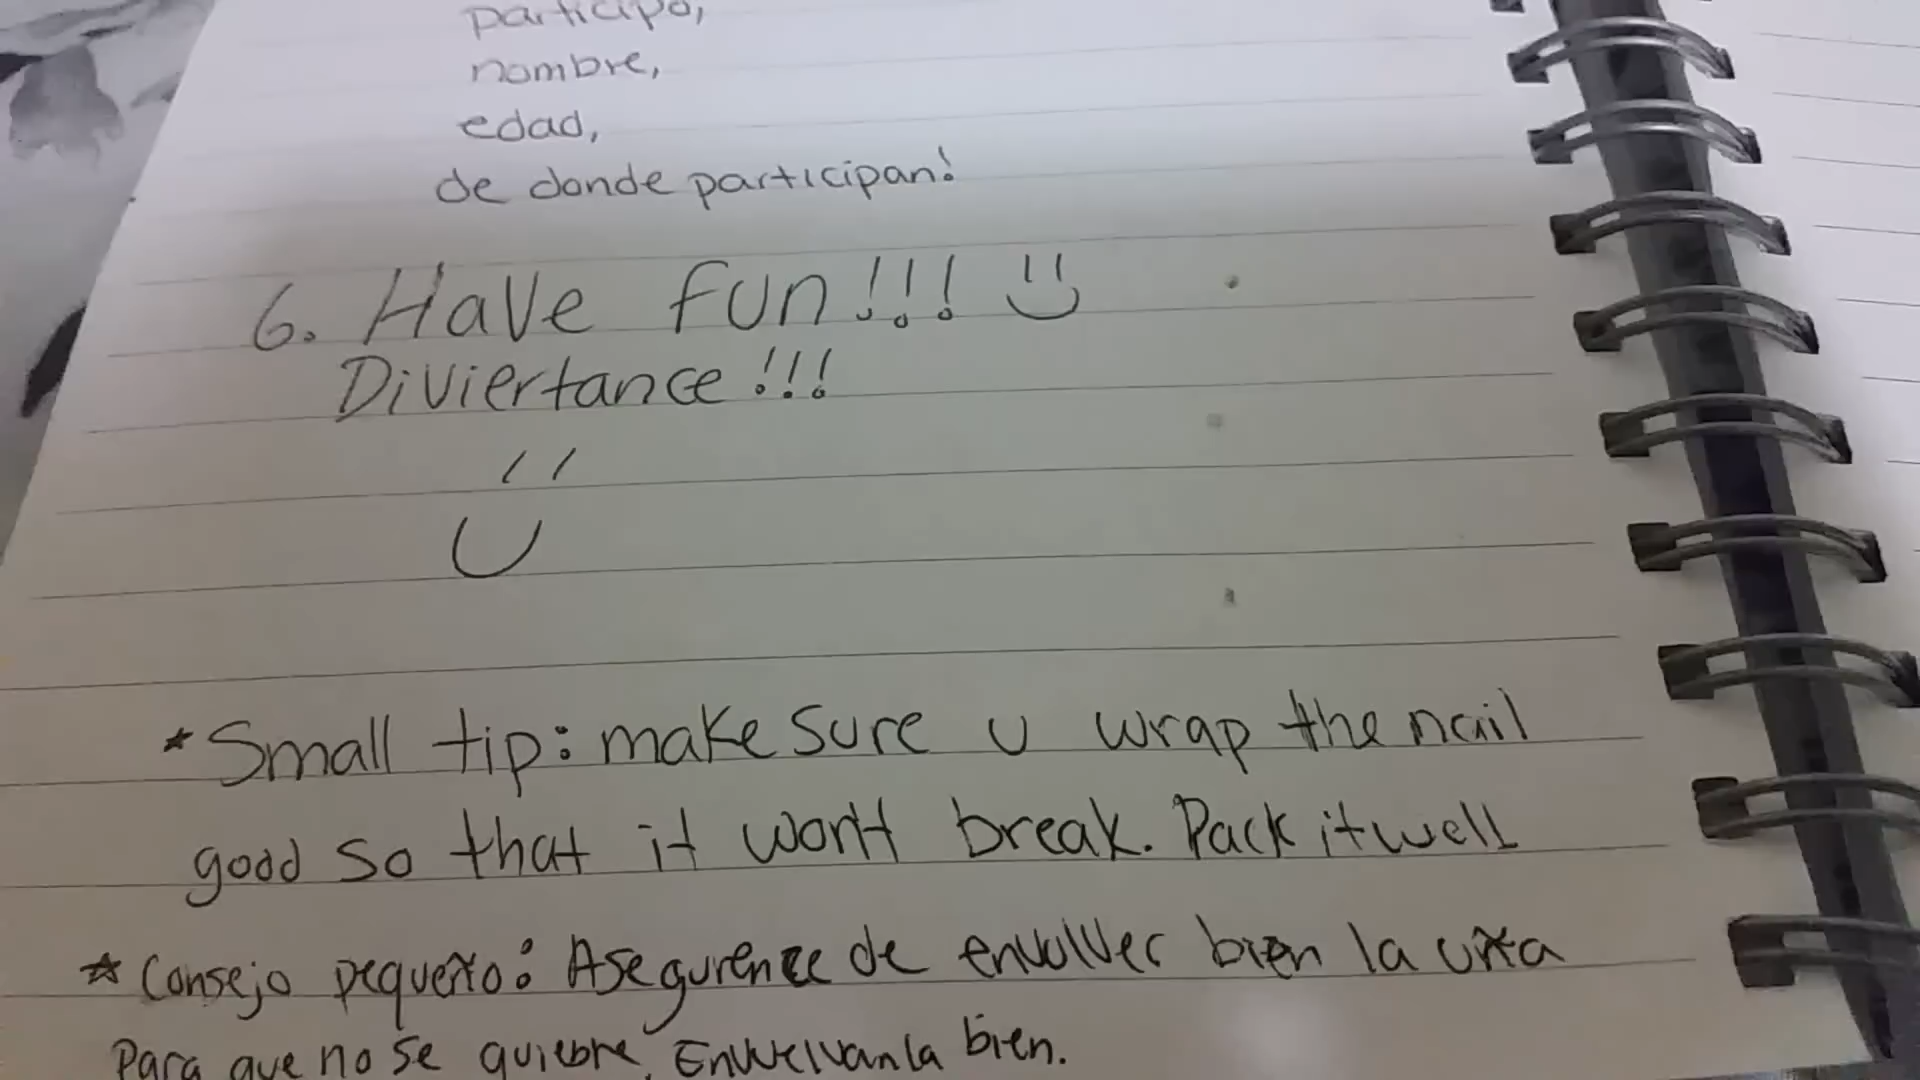 participo,
nombre,
edad,
de donde participan!
6. Have fun!!!
Diviertance!!!
*Small tip: make sure u wrap the nail
good so that it won't break. Pack it well
*Consejo pequeño: Asegurence de envolver bien la uña
Para que no se quiebre. Envuelvanla bien.